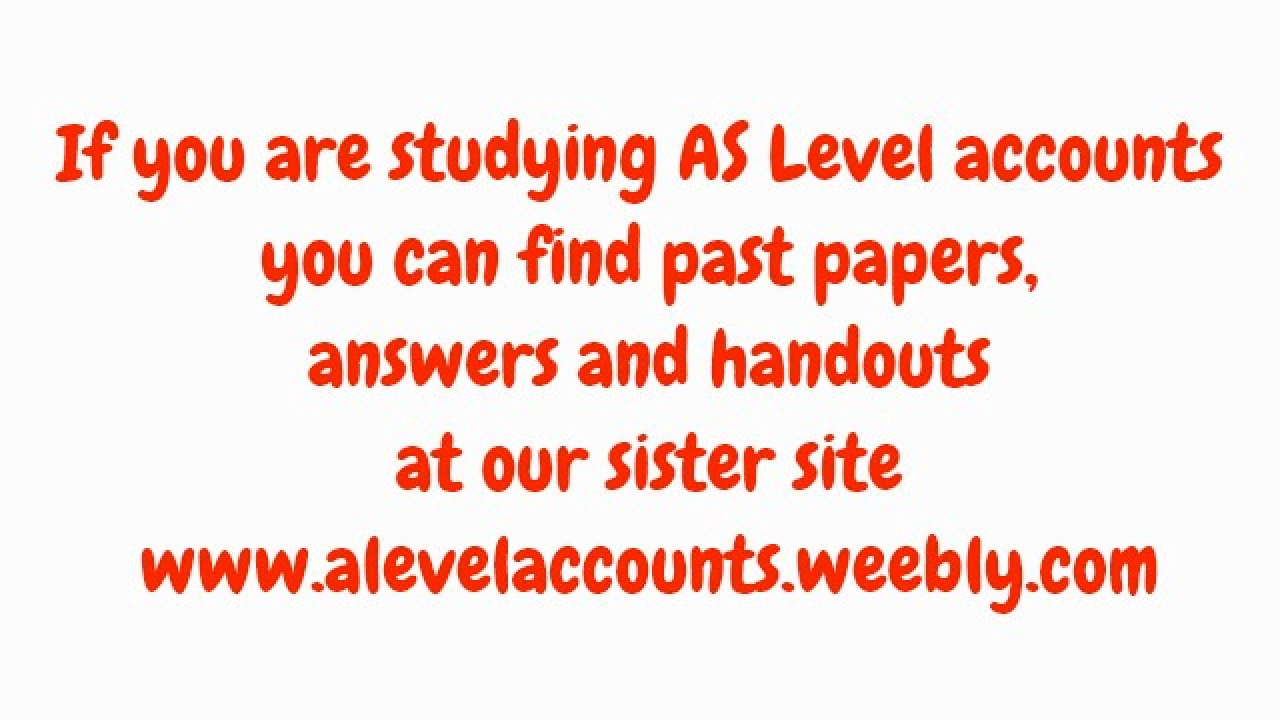 If you are studying AS Level accounts
you can find past papers,
answers and handouts
at our sister site
www.alevelaccounts.weebly.com